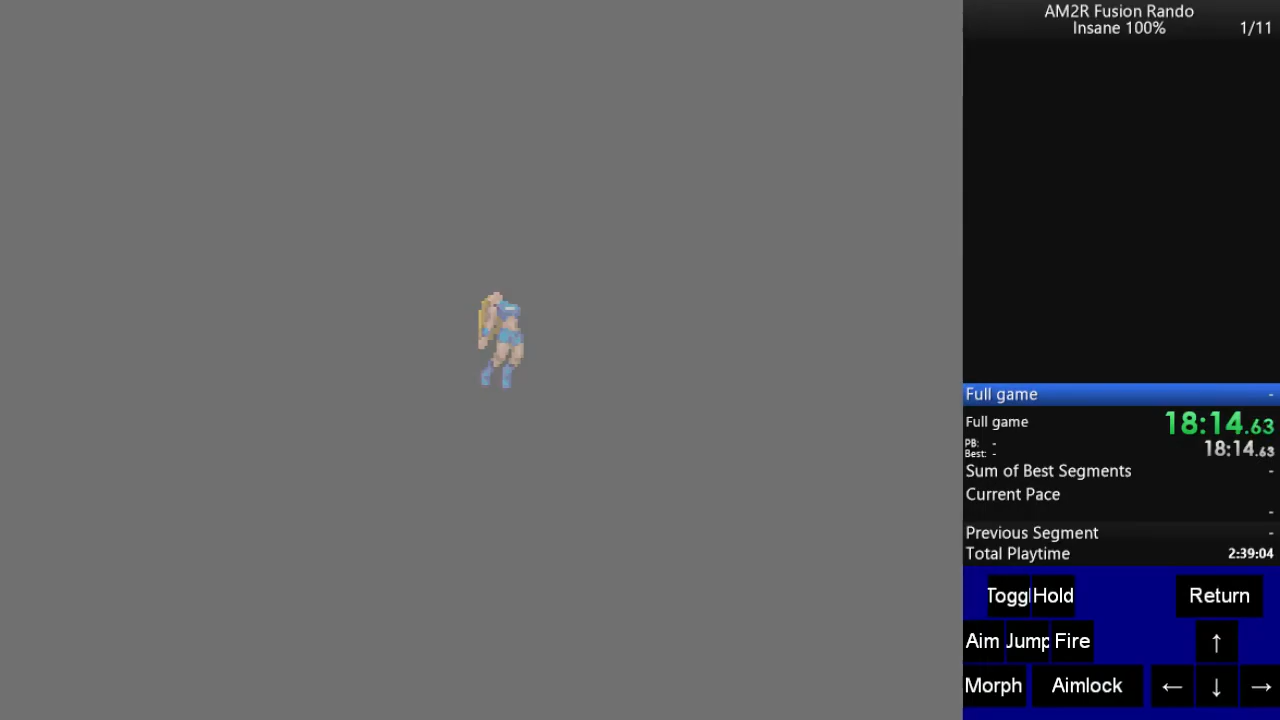 AM2R Fusion Rando
Insane 100% 1/11
Full game -
Full game 18:14.63
PB: - 18:14.63
Best: -
Sum of Best Segments -
Current Pace
-
Previous Segment -
Total Playtime 2:39:04
Toggl Hold Return
Aim Jump Fire ↑
Morph Aimlock ← ↓ →